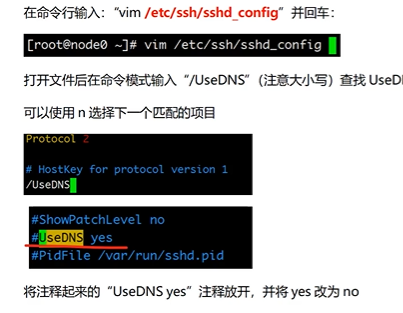 在命令行输入：“vim /etc/ssh/sshd_config”并回车：
[root@node0 ~]# vim /etc/ssh/sshd_config
打开文件后在命令模式输入“/UseDNS”（注意大小写）查找 UseD
可以使用 n 选择下一个匹配的项目
Protocol 2
# HostKey for protocol version 1
/UseDNS
#ShowPatchLevel no
#UseDNS yes
#PidFile /var/run/sshd.pid
将注释起来的“UseDNS yes”注释放开，并将 yes 改为 no